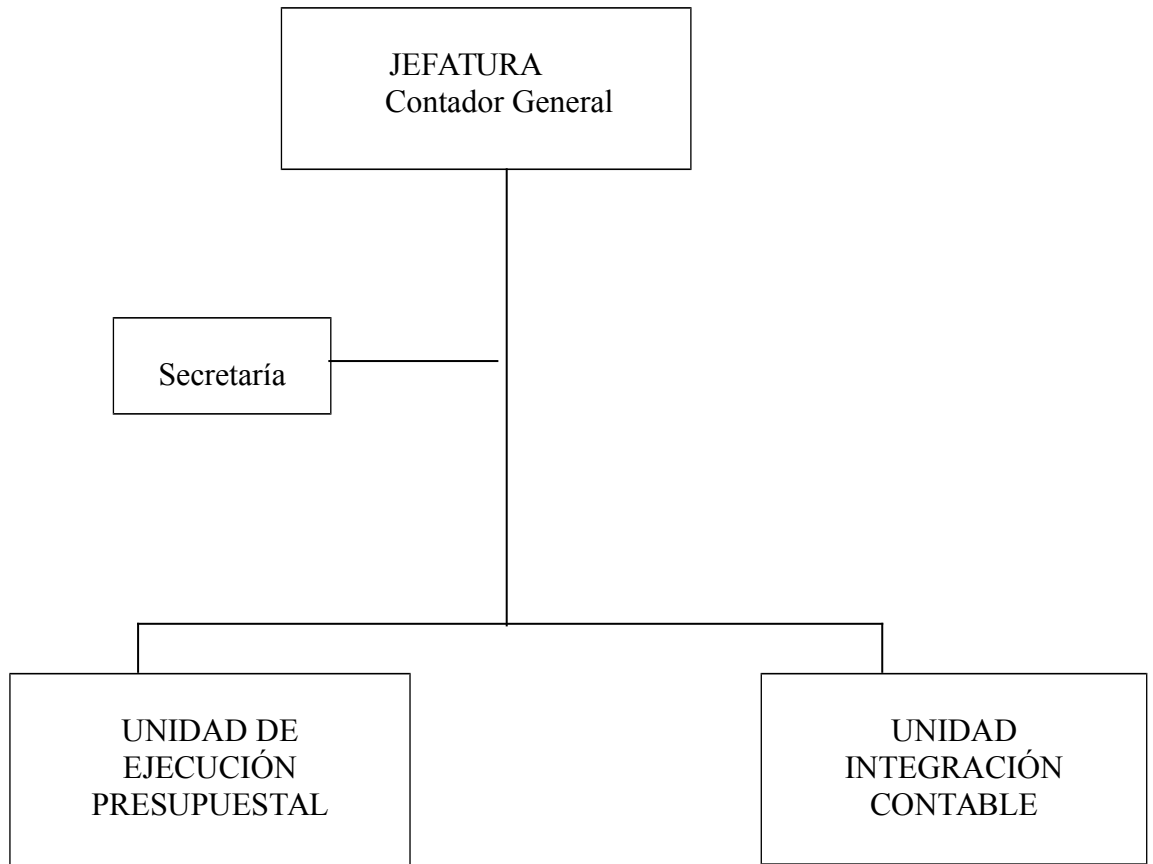 JEFATURA
Contador General
Secretaría
UNIDAD DE
EJECUCIÓN
PRESUPUESTAL
UNIDAD
INTEGRACIÓN
CONTABLE